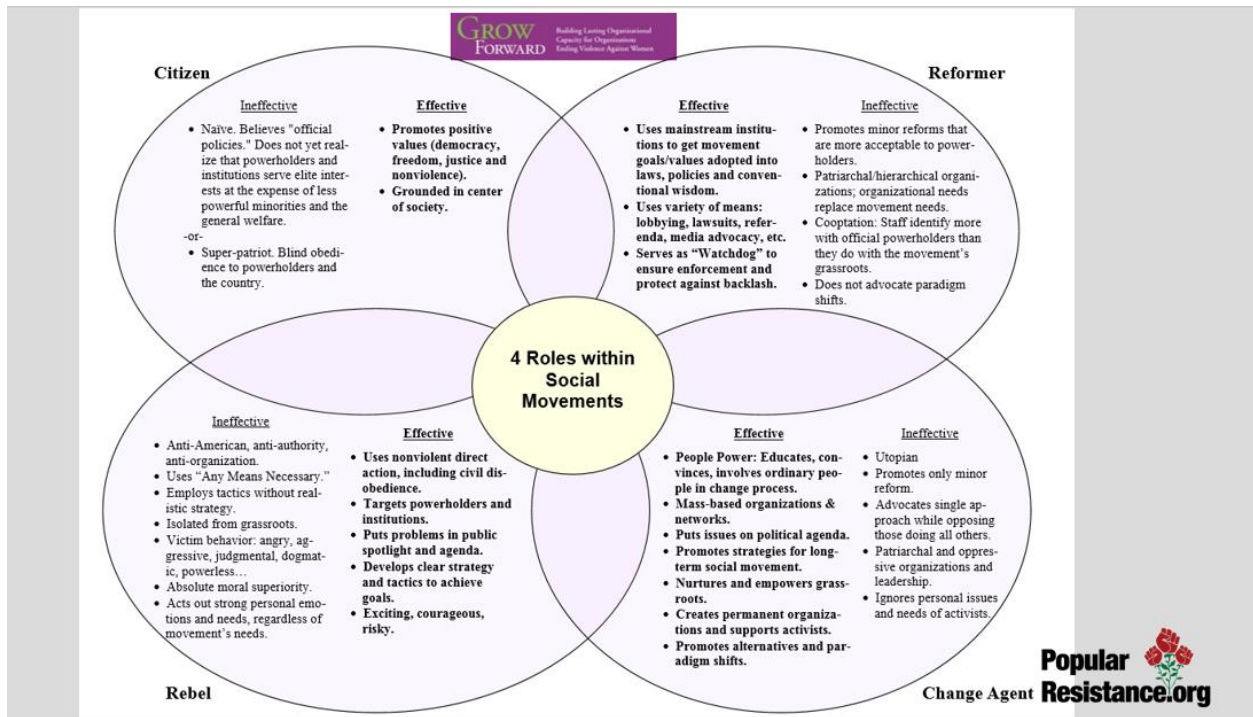 GROW
FORWARD
Building Lasting Organizational
Capacity for Organizations
Ending Violence Against Women
Citizen
Ineffective
• Naïve. Believes "official
policies." Does not yet real-
ize that powerholders and
institutions serve elite inter-
ests at the expense of less
powerful minorities and the
general welfare.
-or-
• Super-patriot. Blind obedi-
ence to powerholders and
the country.
Effective
• Promotes positive
values (democracy,
freedom, justice and
nonviolence).
• Grounded in center
of society.
Reformer
Effective
• Uses mainstream institu-
tions to get movement
goals/values adopted into
laws, policies and conven-
tional wisdom.
• Uses variety of means:
lobbying, lawsuits, refer-
enda, media advocacy, etc.
• Serves as “Watchdog” to
ensure enforcement and
protect against backlash.
Ineffective
• Promotes minor reforms that
are more acceptable to power-
holders.
• Patriarchal/hierarchical organi-
zations; organizational needs
replace movement needs.
• Cooptation: Staff identify more
with official powerholders than
they do with the movement’s
grassroots.
• Does not advocate paradigm
shifts.
4 Roles within
Social
Movements
Ineffective
• Anti-American, anti-authority,
anti-organization.
• Uses “Any Means Necessary.”
• Employs tactics without real-
istic strategy.
• Isolated from grassroots.
• Victim behavior: angry, ag-
gressive, judgmental, dogmat-
ic, powerless…
• Absolute moral superiority.
• Acts out strong personal emo-
tions and needs, regardless of
movement’s needs.
Effective
• Uses nonviolent direct
action, including civil dis-
obedience.
• Targets powerholders and
institutions.
• Puts problems in public
spotlight and agenda.
• Develops clear strategy
and tactics to achieve
goals.
• Exciting, courageous,
risky.
Rebel
Effective
• People Power: Educates, con-
vinces, involves ordinary peo-
ple in change process.
• Mass-based organizations &
networks.
• Puts issues on political agenda.
• Promotes strategies for long-
term social movement.
• Nurtures and empowers grass-
roots.
• Creates permanent organiza-
tions and supports activists.
• Promotes alternatives and par-
adigm shifts.
Ineffective
• Utopian
• Promotes only minor
reform.
• Advocates single ap-
proach while opposing
those doing all others.
• Patriarchal and oppres-
sive organizations and
leadership.
• Ignores personal issues
and needs of activists.
Change Agent
Popular
Resistance.org